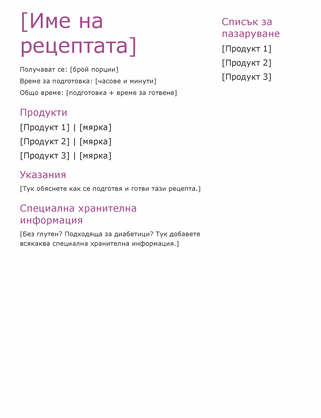 [Име на
рецептата]
Получават се: [брой порции]
Време за подготовка: [часове и минути]
Общо време: [подготовка + време за готвене]
Продукти
[Продукт 1] | [мярка]
[Продукт 2] | [мярка]
[Продукт 3] | [мярка]
Указания
[Тук обяснете как се подготвя и готви тази рецепта.]
Специална хранителна
информация
[Без глутен? Подходяща за диабетици? Тук добавете
всякаква специална хранителна информация.]
Списък за
пазаруване
[Продукт 1]
[Продукт 2]
[Продукт 3]